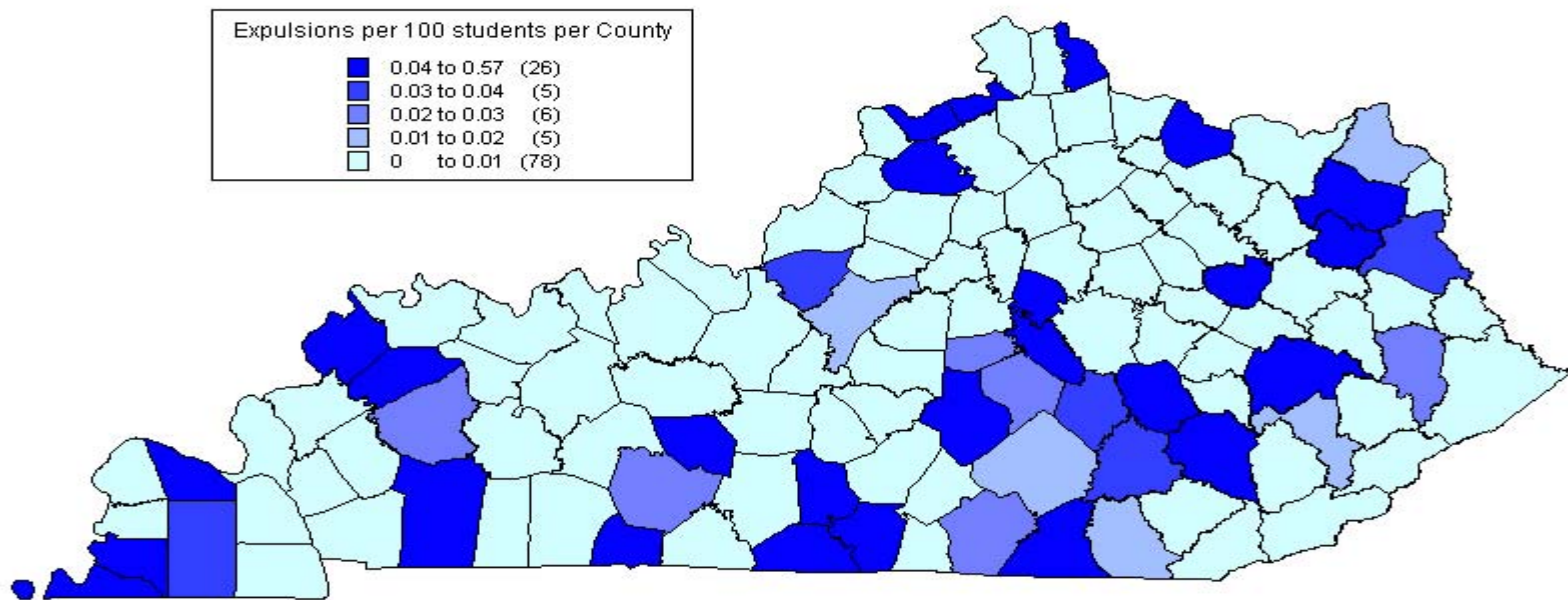 Expulsions per 100 students per County
0.04 to 0.57 (26)
0.03 to 0.04 (5)
0.02 to 0.03 (6)
0.01 to 0.02 (5)
0 to 0.01 (78)